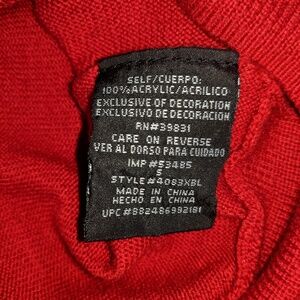 SELF/CUERPO:
100%ACRYLIC/ACRILICO
EXCLUSIVE OF DECORATION
EXCLUSIVO DE DECORACION
RN#39831
CARE ON REVERSE
VER AL DORSO PARA CUIDADO
IMP #53485
S
STYLE#4083XBL
MADE IN CHINA
HECHO EN CHINA
UPC #882486992181